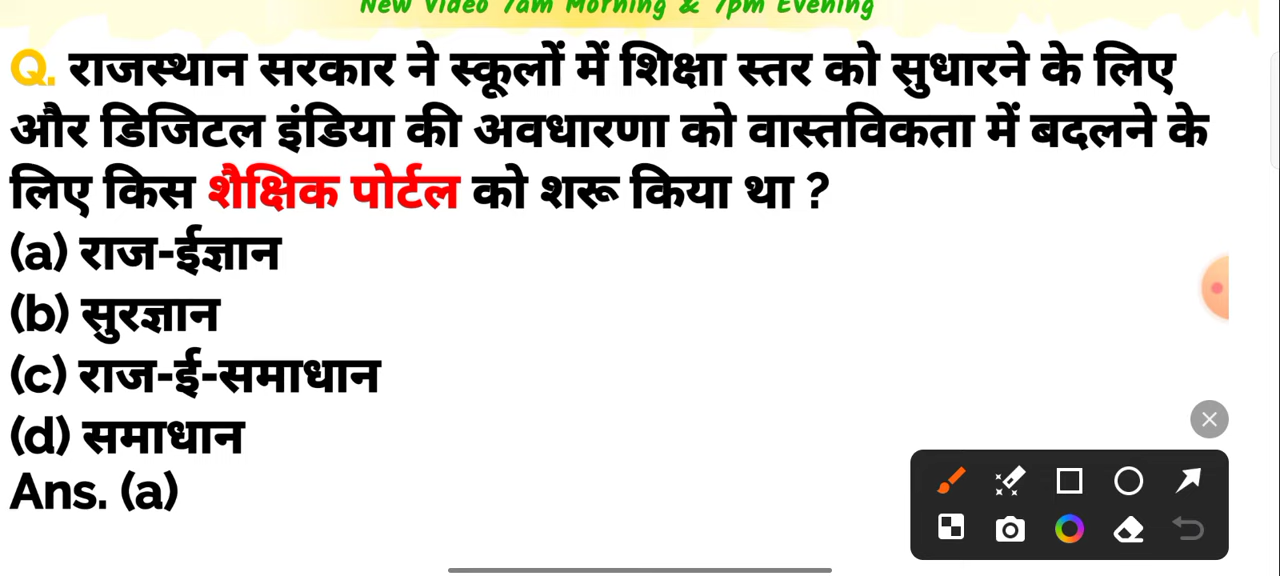 New Video 7am Morning & 7pm Evening
Q. राजस्थान सरकार ने स्कूलों में शिक्षा स्तर को सुधारने के लिए
और डिजिटल इंडिया की अवधारणा को वास्तविकता में बदलने के
लिए किस शैक्षिक पोर्टल को शरू किया था ?
(a) राज-ईज्ञान
(b) सुरज्ञान
(c) राज-ई-समाधान
(d) समाधान
Ans. (a)